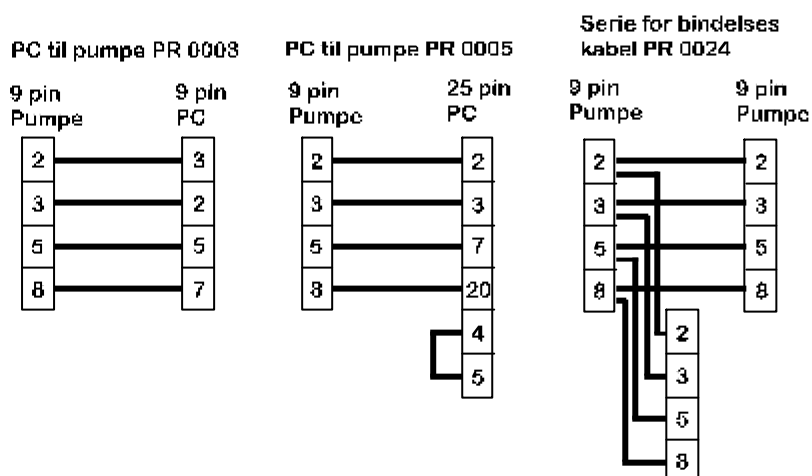 PC til pumpe PR 0003
9 pin
Pumpe
9 pin
PC
2
3
3
2
5
5
8
7
PC til pumpe PR 0005
9 pin
Pumpe
25 pin
PC
2
2
3
3
5
7
8
20
4
5
Serie for bindelses
kabel PR 0024
9 pin
Pumpe
9 pin
Pumpe
2
2
3
3
5
5
8
8
2
3
5
8